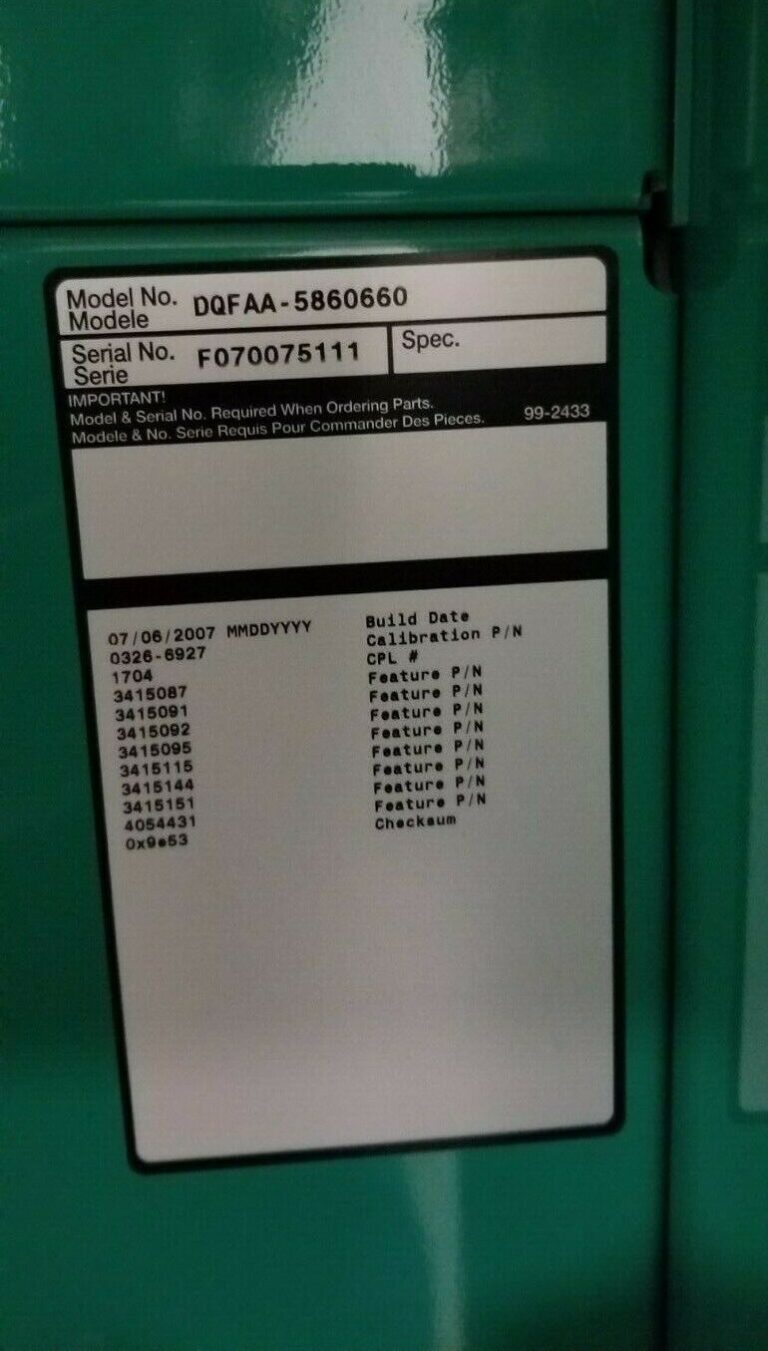 Model No. DQFAA-5860660
Modele
Serial No. F070075111 Spec.
Serie
IMPORTANT!
Model & Serial No. Required When Ordering Parts.
Modele & No. Serie Requis Pour Commander Des Pieces. 99-2433
07/06/2007 MMDDYYYY Build Date
0326-6927 Calibration P/N
1704 CPL #
3415087 Feature P/N
3415091 Feature P/N
3415092 Feature P/N
3415095 Feature P/N
3415115 Feature P/N
3415144 Feature P/N
3415151 Feature P/N
4054431 Feature P/N
0x9e53 Checksum